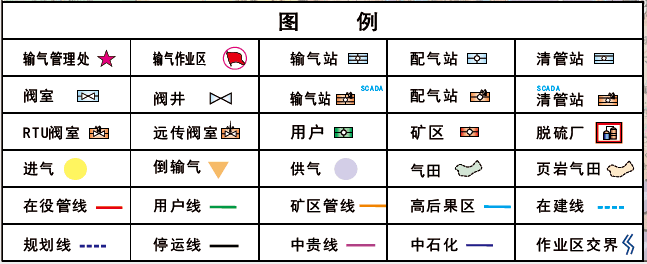 图 例
输气管理处 输气作业区 输气站 配气站 清管站
阀室 阀井 输气站 SCADA 配气站 SCADA 清管站
RTU阀室 远传阀室 用户 矿区 脱硫厂
进气 倒输气 供气 气田 页岩气田
在役管线 用户线 矿区管线 高后果区 在建线
规划线 停运线 中贵线 中石化 作业区交界